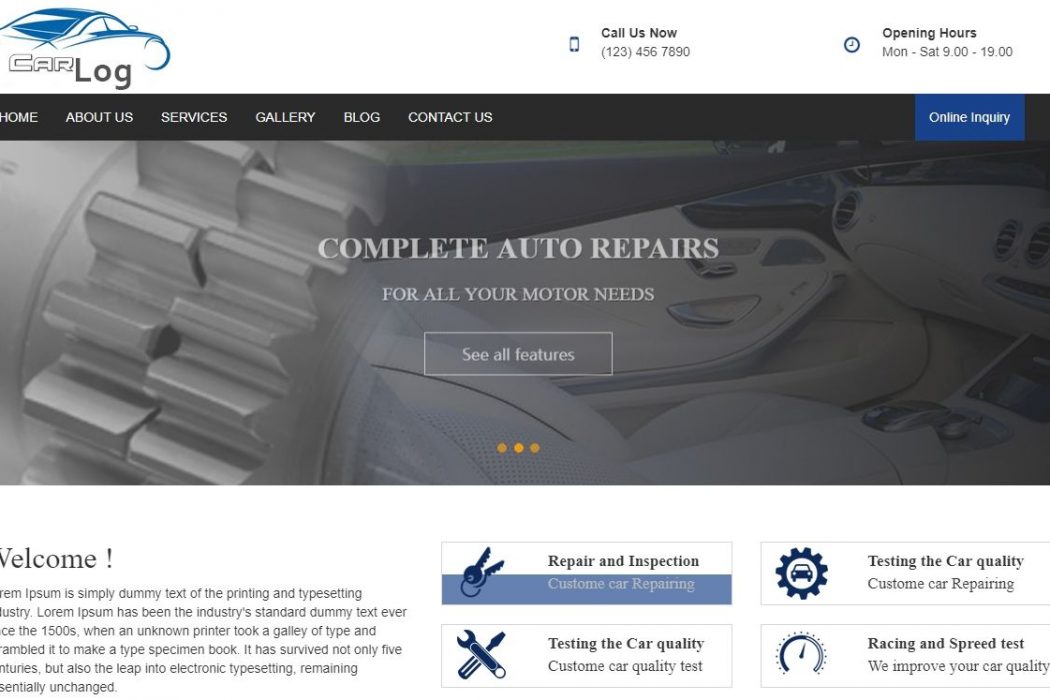 CarLog
Call Us Now
(123) 456 7890
Opening Hours
Mon - Sat 9.00 - 19.00
HOME
ABOUT US
SERVICES
GALLERY
BLOG
CONTACT US
Online Inquiry
COMPLETE AUTO REPAIRS
FOR ALL YOUR MOTOR NEEDS
See all features
Welcome !
rem Ipsum is simply dummy text of the printing and typesetting
dustry. Lorem Ipsum has been the industry's standard dummy text ever
ce the 1500s, when an unknown printer took a galley of type and
rambled it to make a type specimen book. It has survived not only five
nturies, but also the leap into electronic typesetting, remaining
sentially unchanged.
Repair and Inspection
Custome car Repairing
Testing the Car quality
Custome car Repairing
Testing the Car quality
Custome car quality test
Racing and Spreed test
We improve your car quality